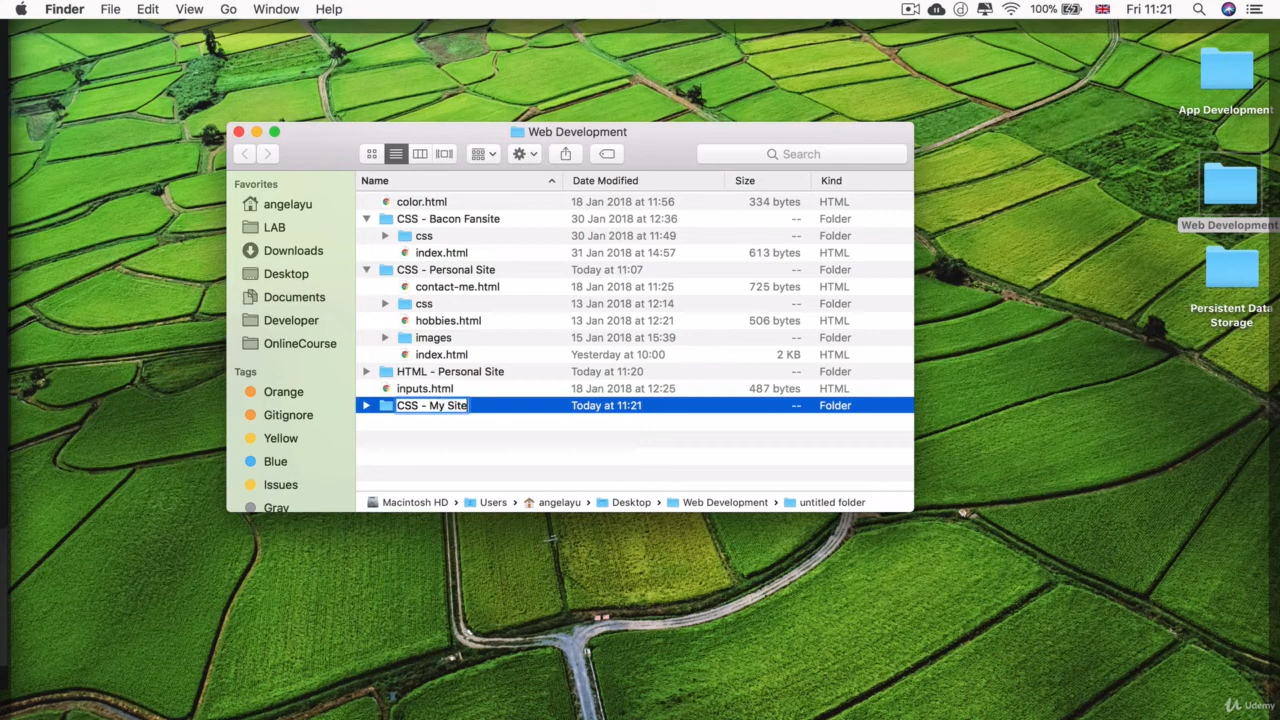 Finder File Edit View Go Window Help 100% Fri 11:21
App Development
Web Development
Persistent Data
Storage
Web Development
Search
Favorites
angelayu
LAB
Downloads
Desktop
Documents
Developer
OnlineCourse
Tags
Orange
Gitignore
Yellow
Blue
Issues
Gray
Name Date Modified Size Kind
color.html 18 Jan 2018 at 11:56 334 bytes HTML
CSS - Bacon Fansite 30 Jan 2018 at 12:36 -- Folder
css 30 Jan 2018 at 11:49 -- Folder
index.html 31 Jan 2018 at 14:57 613 bytes HTML
CSS - Personal Site Today at 11:07 -- Folder
contact-me.html 18 Jan 2018 at 11:25 725 bytes HTML
css 13 Jan 2018 at 12:14 -- Folder
hobbies.html 13 Jan 2018 at 12:21 506 bytes HTML
images 15 Jan 2018 at 15:39 -- Folder
index.html Yesterday at 10:00 2 KB HTML
HTML - Personal Site Today at 11:20 -- Folder
inputs.html 18 Jan 2018 at 12:25 487 bytes HTML
CSS - My Site Today at 11:21 -- Folder
Macintosh HD Users angelayu Desktop Web Development untitled folder
Udemy